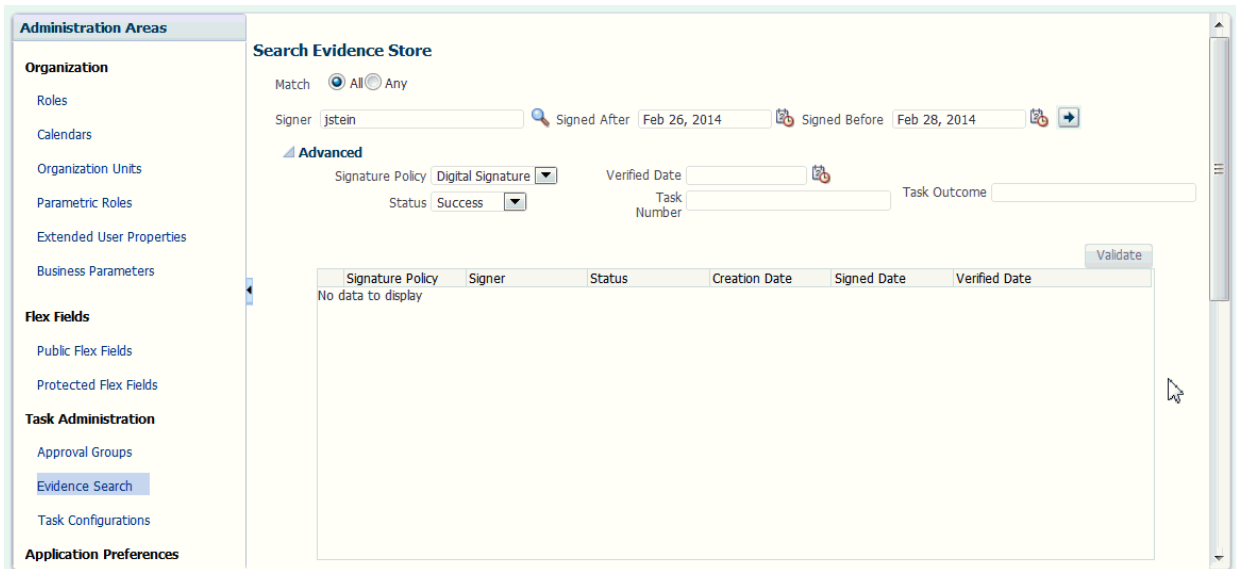 Administration Areas
Organization
Roles
Calendars
Organization Units
Parametric Roles
Extended User Properties
Business Parameters
Flex Fields
Public Flex Fields
Protected Flex Fields
Task Administration
Approval Groups
Evidence Search
Task Configurations
Application Preferences
Search Evidence Store
Match All Any
Signer jstein Signed After Feb 26, 2014 Signed Before Feb 28, 2014
Advanced
Signature Policy Digital Signature Verified Date
Status Success Task Number Task Outcome
Validate
Signature Policy Signer Status Creation Date Signed Date Verified Date
No data to display